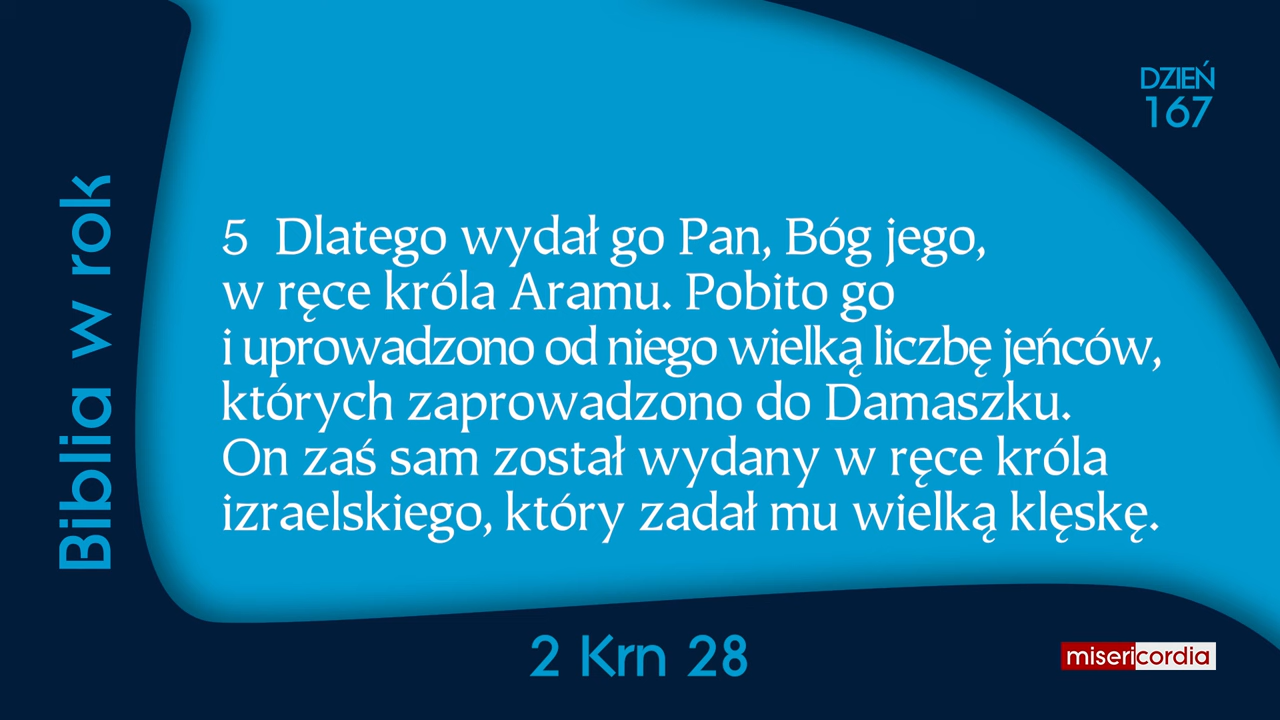 DZIEŃ
167
Biblia w rok
5 Dlatego wydał go Pan, Bóg jego,
w ręce króla Aramu. Pobito go
i uprowadzono od niego wielką liczbę jeńców,
których zaprowadzono do Damaszku.
On zaś sam został wydany w ręce króla
izraelskiego, który zadał mu wielką klęskę.
2 Krn 28
misericordia